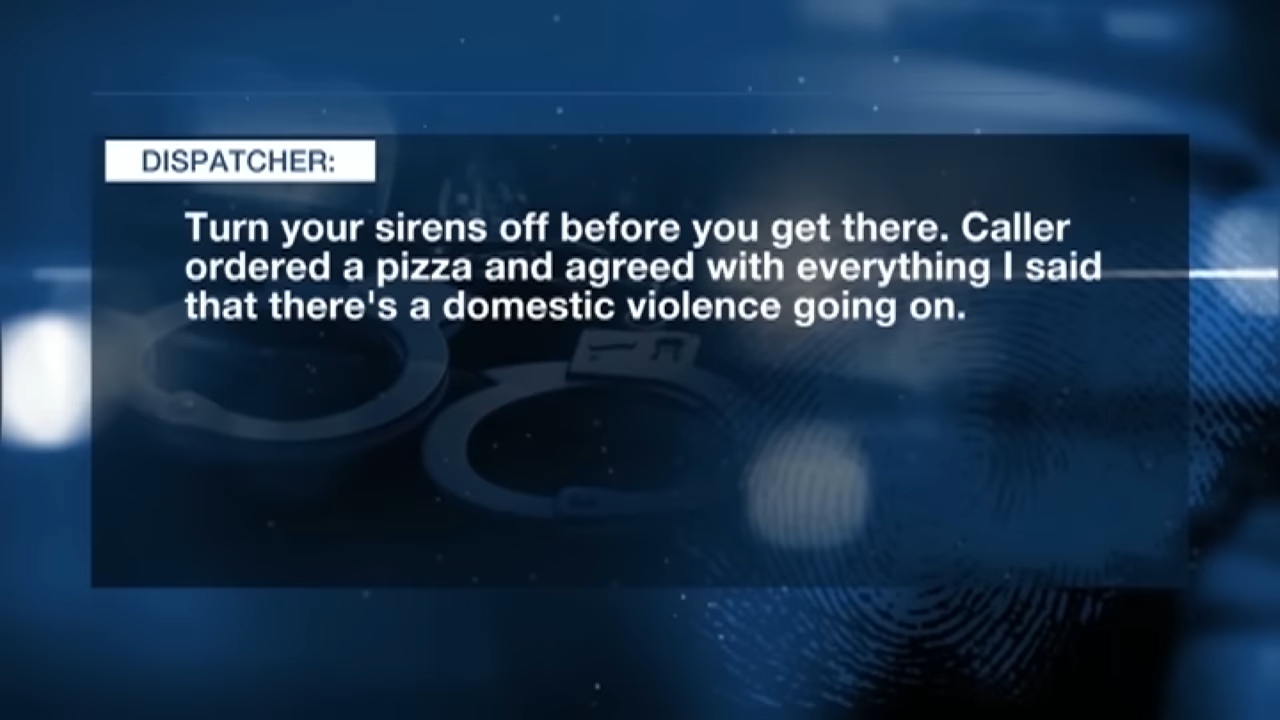 DISPATCHER:
Turn your sirens off before you get there. Caller
ordered a pizza and agreed with everything I said
that there's a domestic violence going on.